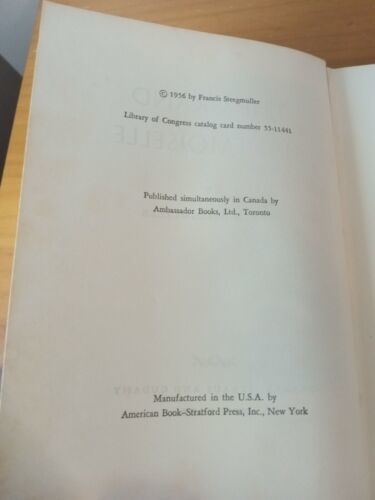 © 1956 by Francis Steegmuller
Library of Congress catalog card number 55-11441
Published simultaneously in Canada by
Ambassador Books, Ltd., Toronto
Manufactured in the U.S.A. by
American Book–Stratford Press, Inc., New York